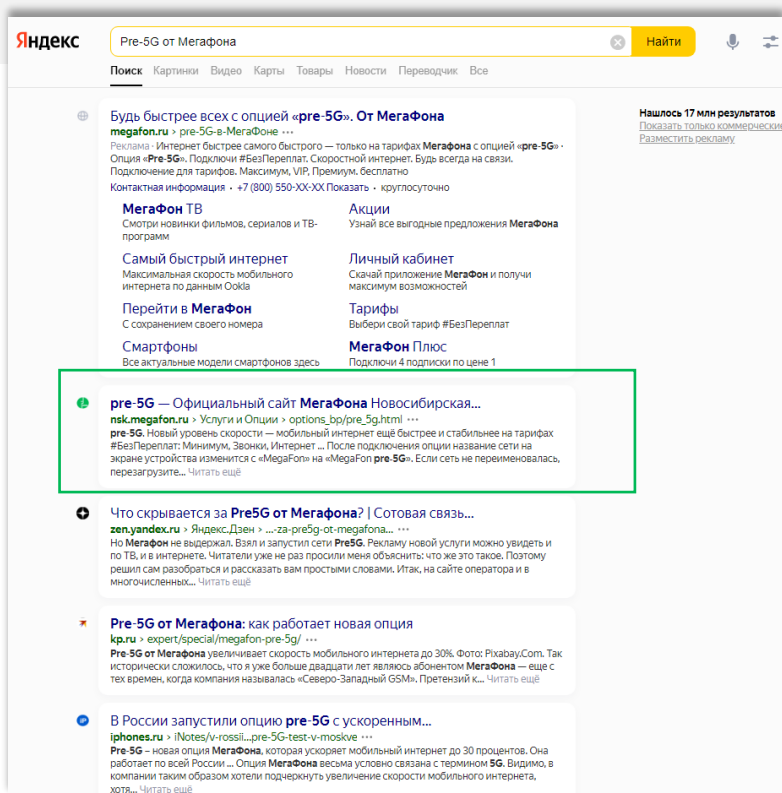 Яндекс
Pre-5G от Мегафона
Найти
Поиск Картинки Видео Карты Товары Новости Переводчик Все
Будь быстрее всех с опцией «pre-5G». От МегаФона
megafon.ru › pre-5G-в-МегаФоне ···
Реклама · Интернет быстрее самого быстрого — только на тарифах Мегафона с опцией «pre-5G» ·
Опция «Pre-5G». Подключи #БезПереплат. Скоростной интернет. Будь всегда на связи.
Подключение для тарифов. Максимум, VIP, Премиум. бесплатно
Контактная информация · +7 (800) 550-XX-XX Показать · круглосуточно
МегаФон ТВ
Смотри новинки фильмов, сериалов и ТВ-
программ
Акции
Узнай все выгодные предложения МегаФона
Самый быстрый интернет
Максимальная скорость мобильного
интернета по данным Ookla
Личный кабинет
Скачай приложение МегаФон и получи
максимум возможностей
Перейти в МегаФон
С сохранением своего номера
Тарифы
Выбери свой тариф #БезПереплат
Смартфоны
Все актуальные модели смартфонов здесь
МегаФон Плюс
Подключи 4 подписки по цене 1
Нашлось 17 млн результатов
Показать только коммерческие
Разместить рекламу
pre-5G — Официальный сайт МегаФона Новосибирская...
nsk.megafon.ru › Услуги и Опции › options_bp/pre_5g.html ···
pre-5G. Новый уровень скорости — мобильный интернет ещё быстрее и стабильнее на тарифах
#БезПереплат: Минимум, Звонки, Интернет ... После подключения опции название сети на
экране устройства изменится с «MegaFon» на «MegaFon pre-5G». Если сеть не переименовалась,
перезагрузите... Читать ещё
Что скрывается за Pre5G от Мегафона? | Сотовая связь...
zen.yandex.ru › Яндекс.Дзен › ...-za-pre5g-ot-megafona... ···
Но Мегафон не выдержал. Взял и запустил сети Pre5G. Рекламу новой услуги можно увидеть и
по ТВ, и в интернете. Читатели уже не раз просили меня объяснить: что же это такое. Поэтому
решил сам разобраться и рассказать вам простыми словами. Итак, на сайте оператора и в
многочисленных... Читать ещё
Pre-5G от Мегафона: как работает новая опция
kp.ru › expert/special/megafon-pre-5g/ ···
Pre-5G от Мегафона увеличивает скорость мобильного интернета до 30%. Фото: Pixabay.Com. Так
исторически сложилось, что я уже больше двадцати лет являюсь абонентом МегаФона — еще с
тех времен, когда компания называлась «Северо-Западный GSM». Претензий к... Читать ещё
В России запустили опцию pre-5G с ускоренным...
iphones.ru › iNotes/v-rossii...pre-5G-test-v-moskve ···
Pre-5G – новая опция МегаФона, которая ускоряет мобильный интернет до 30 процентов. Она
работает по всей России ... Опция МегаФона весьма условно связана с термином 5G. Видимо, в
компании таким образом хотели подчеркнуть увеличение скорости мобильного интернета,
хотя... Читать ещё